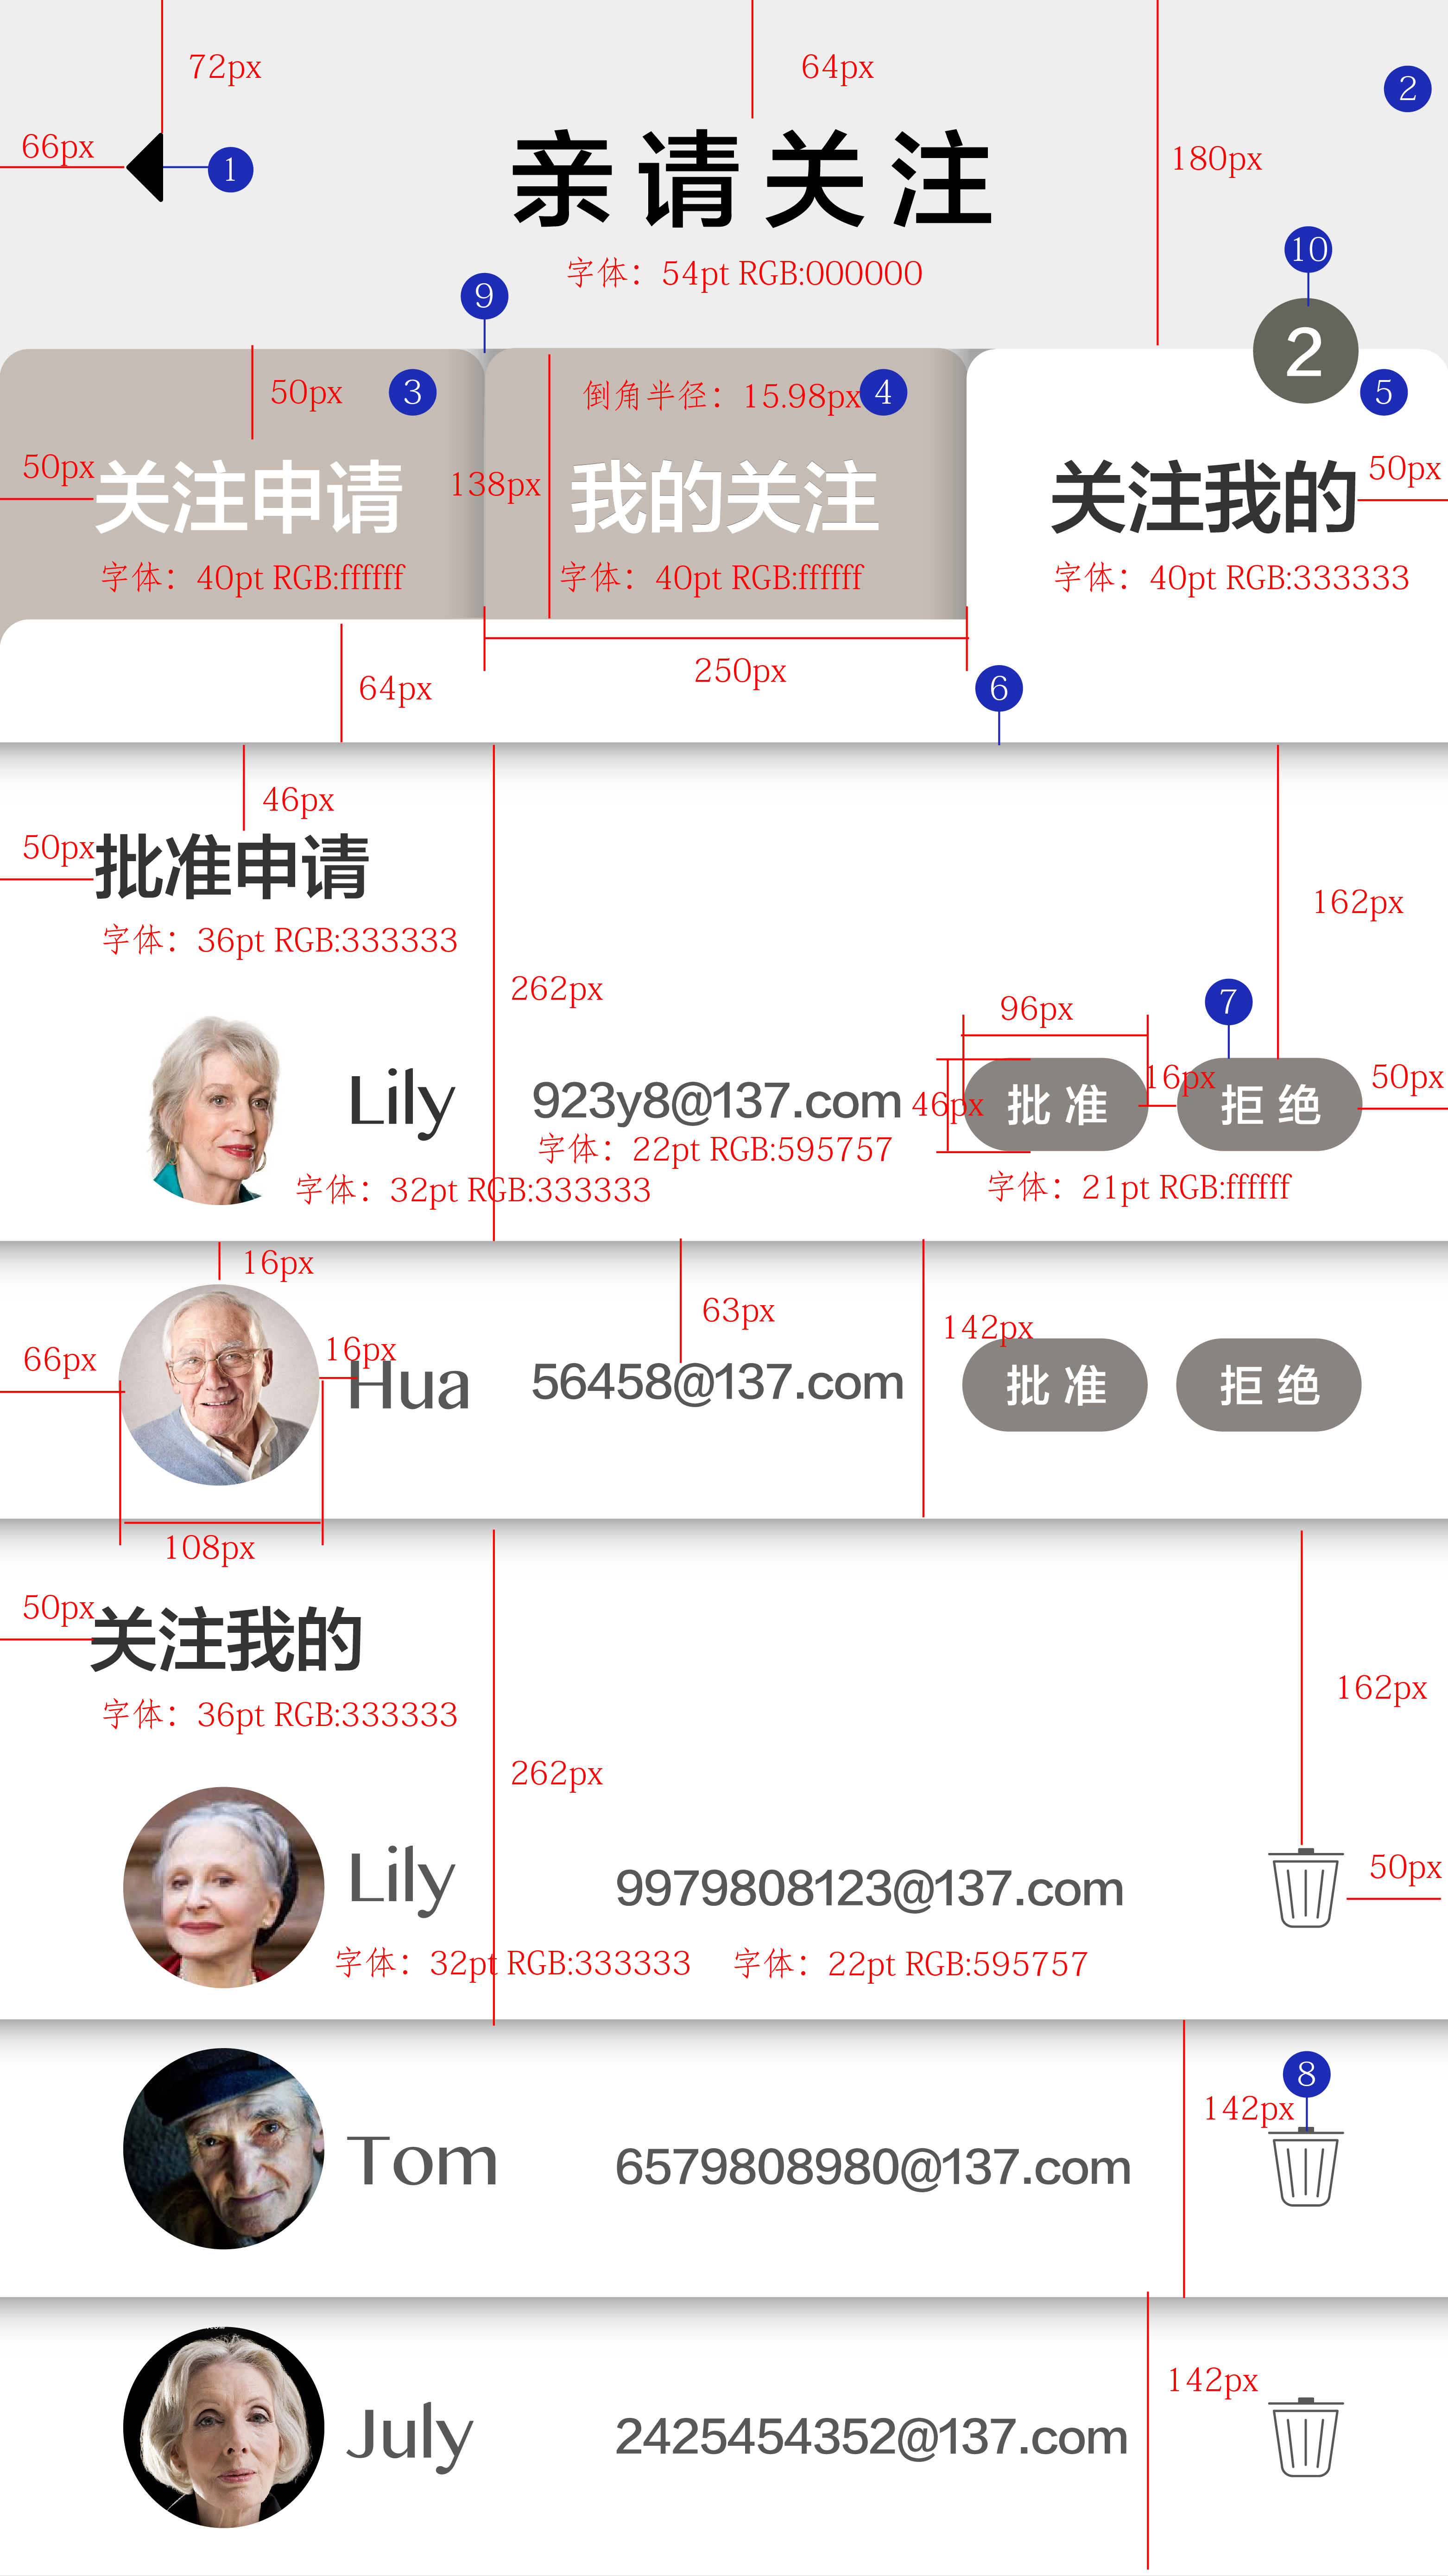 72px
64px
2
66px
1
180px
亲请关注
字体：54pt RGB:000000
10
9
2
50px
3
倒角半径：15.98px
4
5
50px
关注申请
138px
我的关注
关注我的
50px
字体：40pt RGB:ffffff
字体：40pt RGB:ffffff
字体：40pt RGB:333333
250px
64px
6
46px
50px
批准申请
162px
字体：36pt RGB:333333
262px
7
96px
Lily
923y8@137.com
46px
批准
16px
拒绝
50px
字体：22pt RGB:595757
字体：32pt RGB:333333
字体：21pt RGB:ffffff
16px
63px
142px
66px
16px
Hua
56458@137.com
批准
拒绝
108px
50px
关注我的
162px
字体：36pt RGB:333333
262px
Lily
9979808123@137.com
50px
字体：32pt RGB:333333
字体：22pt RGB:595757
8
142px
Tom
6579808980@137.com
142px
July
2425454352@137.com